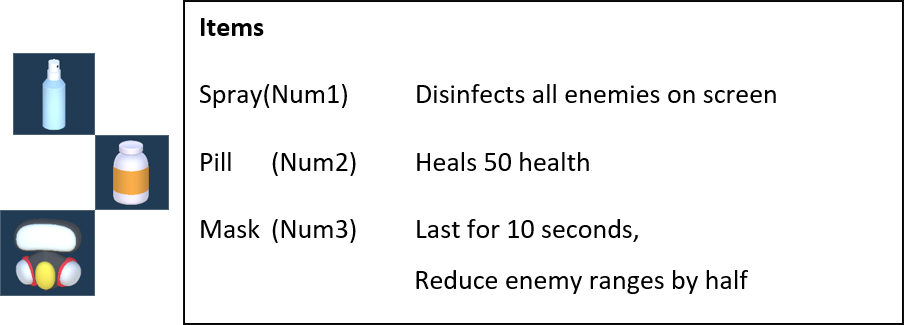 Items
Spray(Num1) Disinfects all enemies on screen
Pill (Num2) Heals 50 health
Mask (Num3) Last for 10 seconds,
Reduce enemy ranges by half